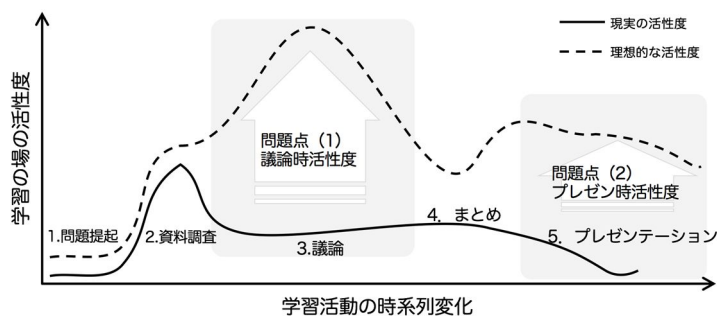 現実の活性度
理想的な活性度
学習の場の活性度
問題点（1）
議論時活性度
問題点（2）
プレゼン時活性度
1.問題提起
2.資料調査
3.議論
4．まとめ
5．プレゼンテーション
学習活動の時系列変化